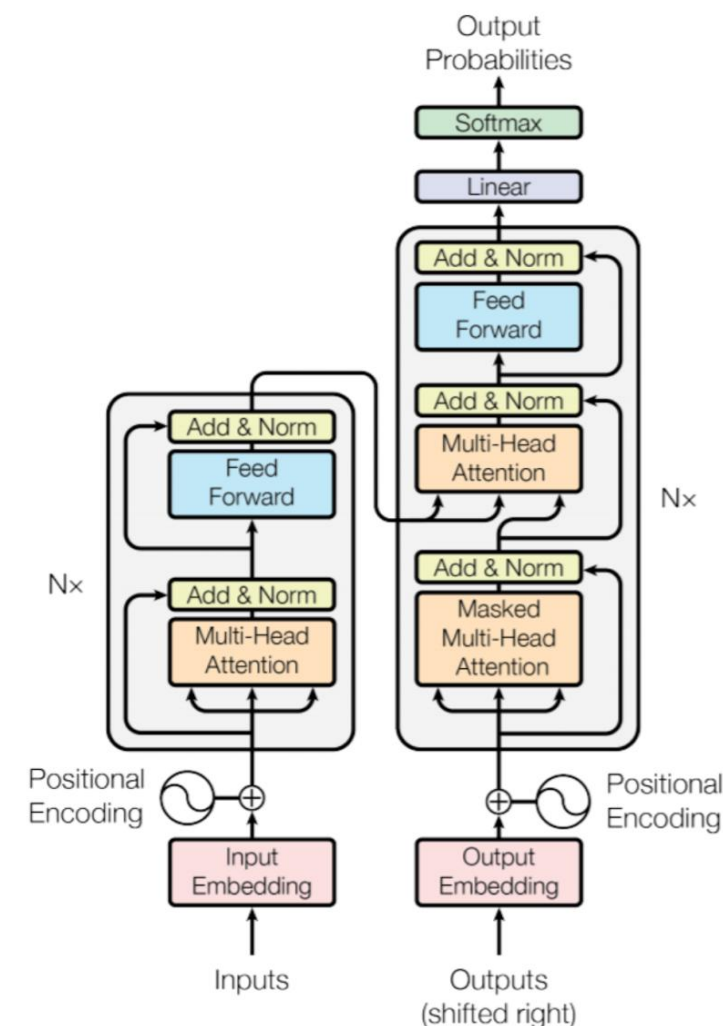 Output
Probabilities
Softmax
Linear
Add & Norm
Feed
Forward
Add & Norm
Multi-Head
Attention
Add & Norm
Masked
Multi-Head
Attention
Nx
Add & Norm
Feed
Forward
Add & Norm
Multi-Head
Attention
Nx
Positional
Encoding
Positional
Encoding
Input
Embedding
Output
Embedding
Inputs
Outputs
(shifted right)